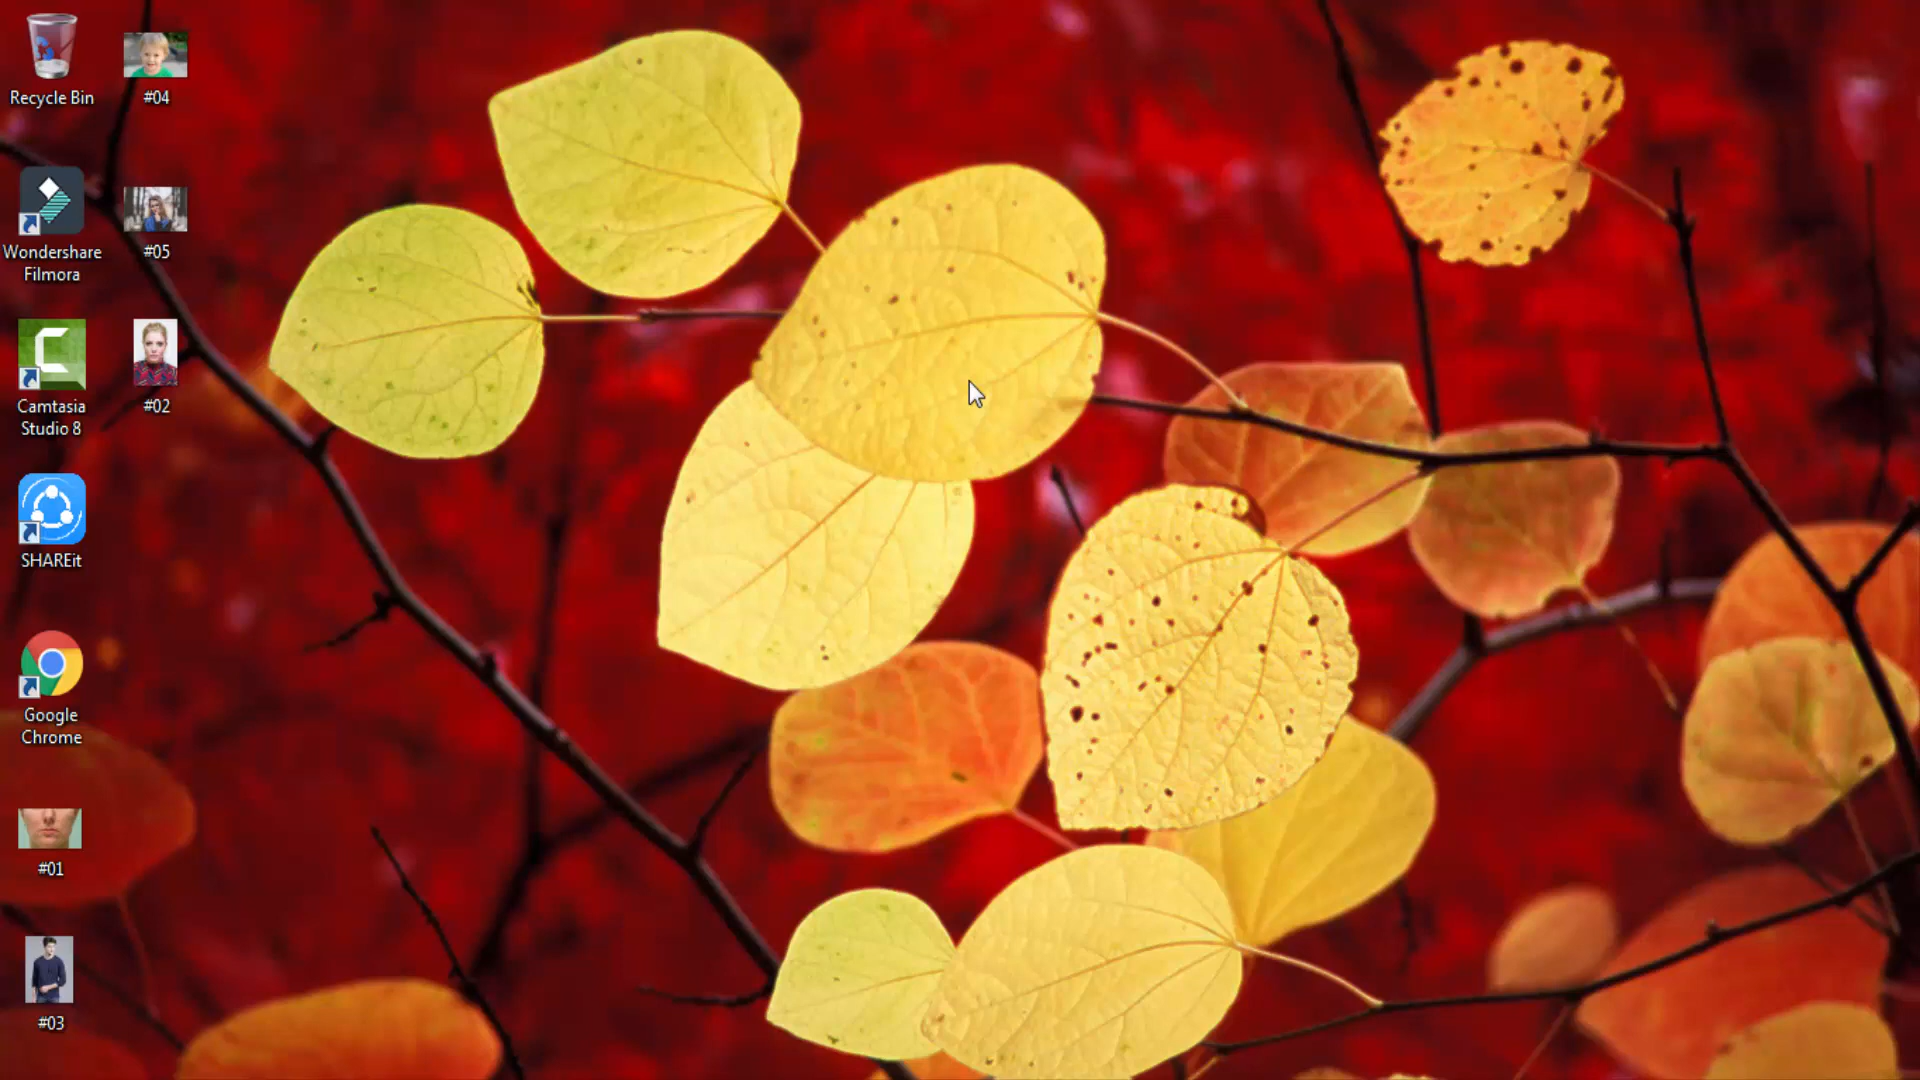 Recycle Bin
Wondershare
Filmora
Camtasia
Studio 8
SHAREit
Google
Chrome
#01
#03
#04
#05
#02